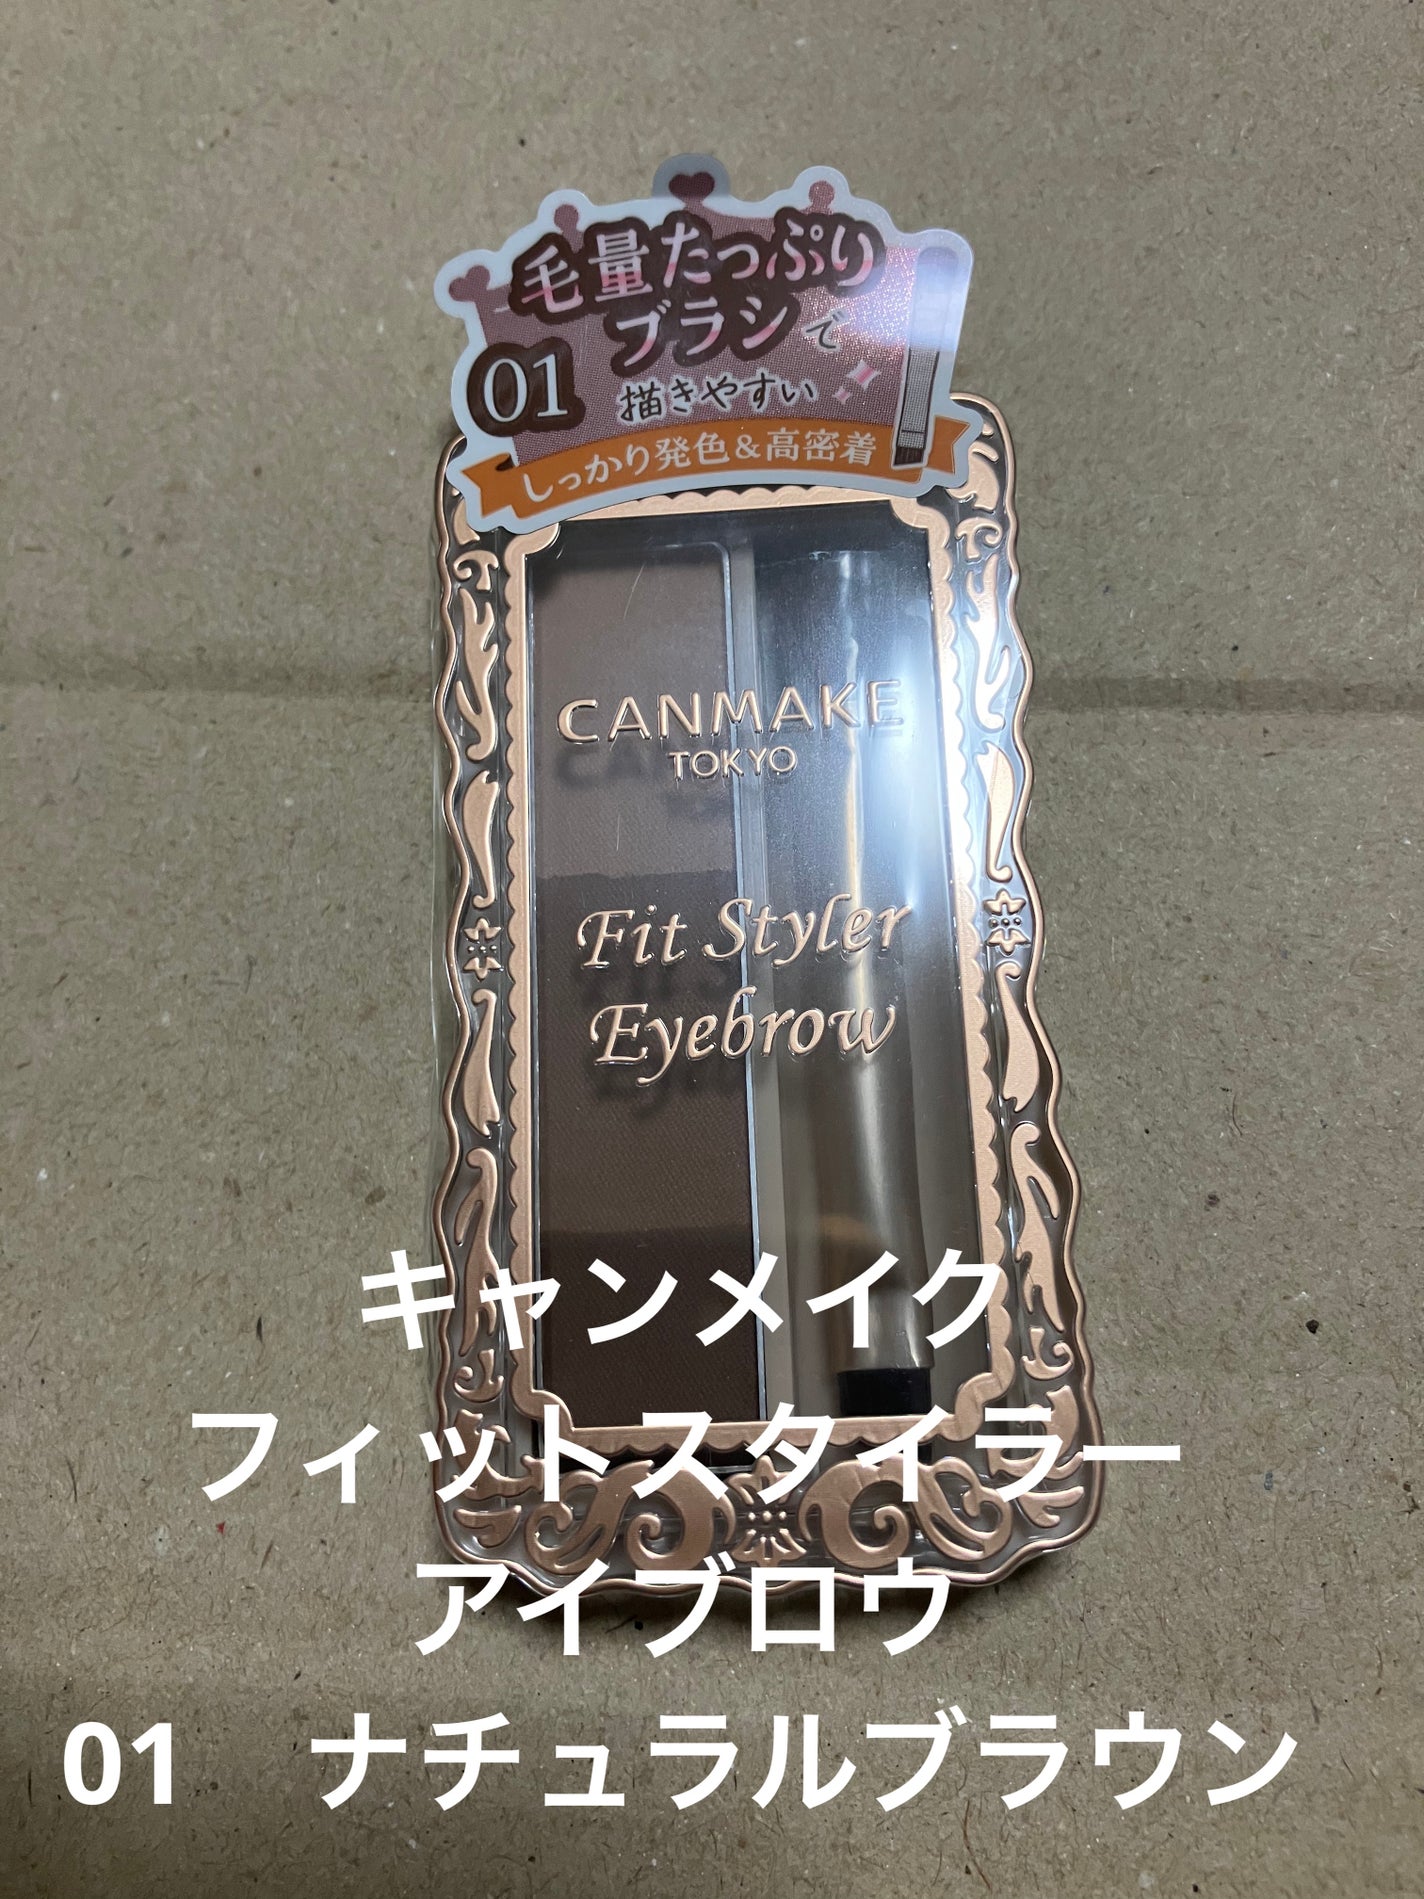 毛量たっぷり
ブラシで
01
描きやすい
しっかり発色&高密着
CANMAKE
TOKYO
Fit Styler
Eyebrow
キャンメイク
フィットスタイラー
アイブロウ
01　ナチュラルブラウン